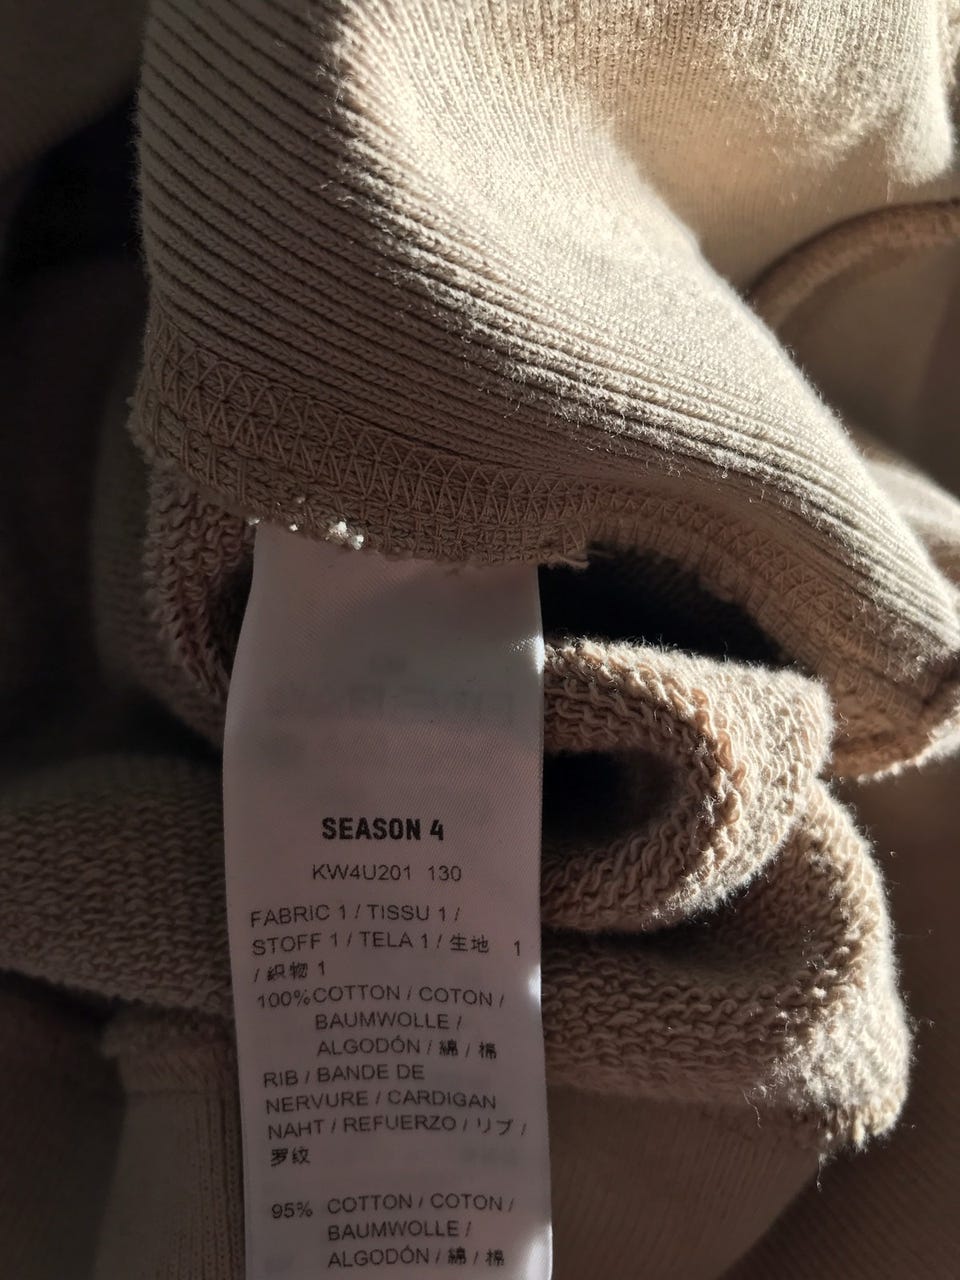 SEASON 4
KW4U201 130
FABRIC 1 / TISSU 1 /
STOFF 1 / TELA 1 / 生地 1
/ 织物 1
100% COTTON / COTON /
BAUMWOLLE /
ALGODÓN / 綿 / 棉
RIB / BANDE DE
NERVURE / CARDIGAN
NAHT / REFUERZO / リブ /
罗纹
95% COTTON / COTON /
BAUMWOLLE /
ALGODÓN / 綿 / 棉